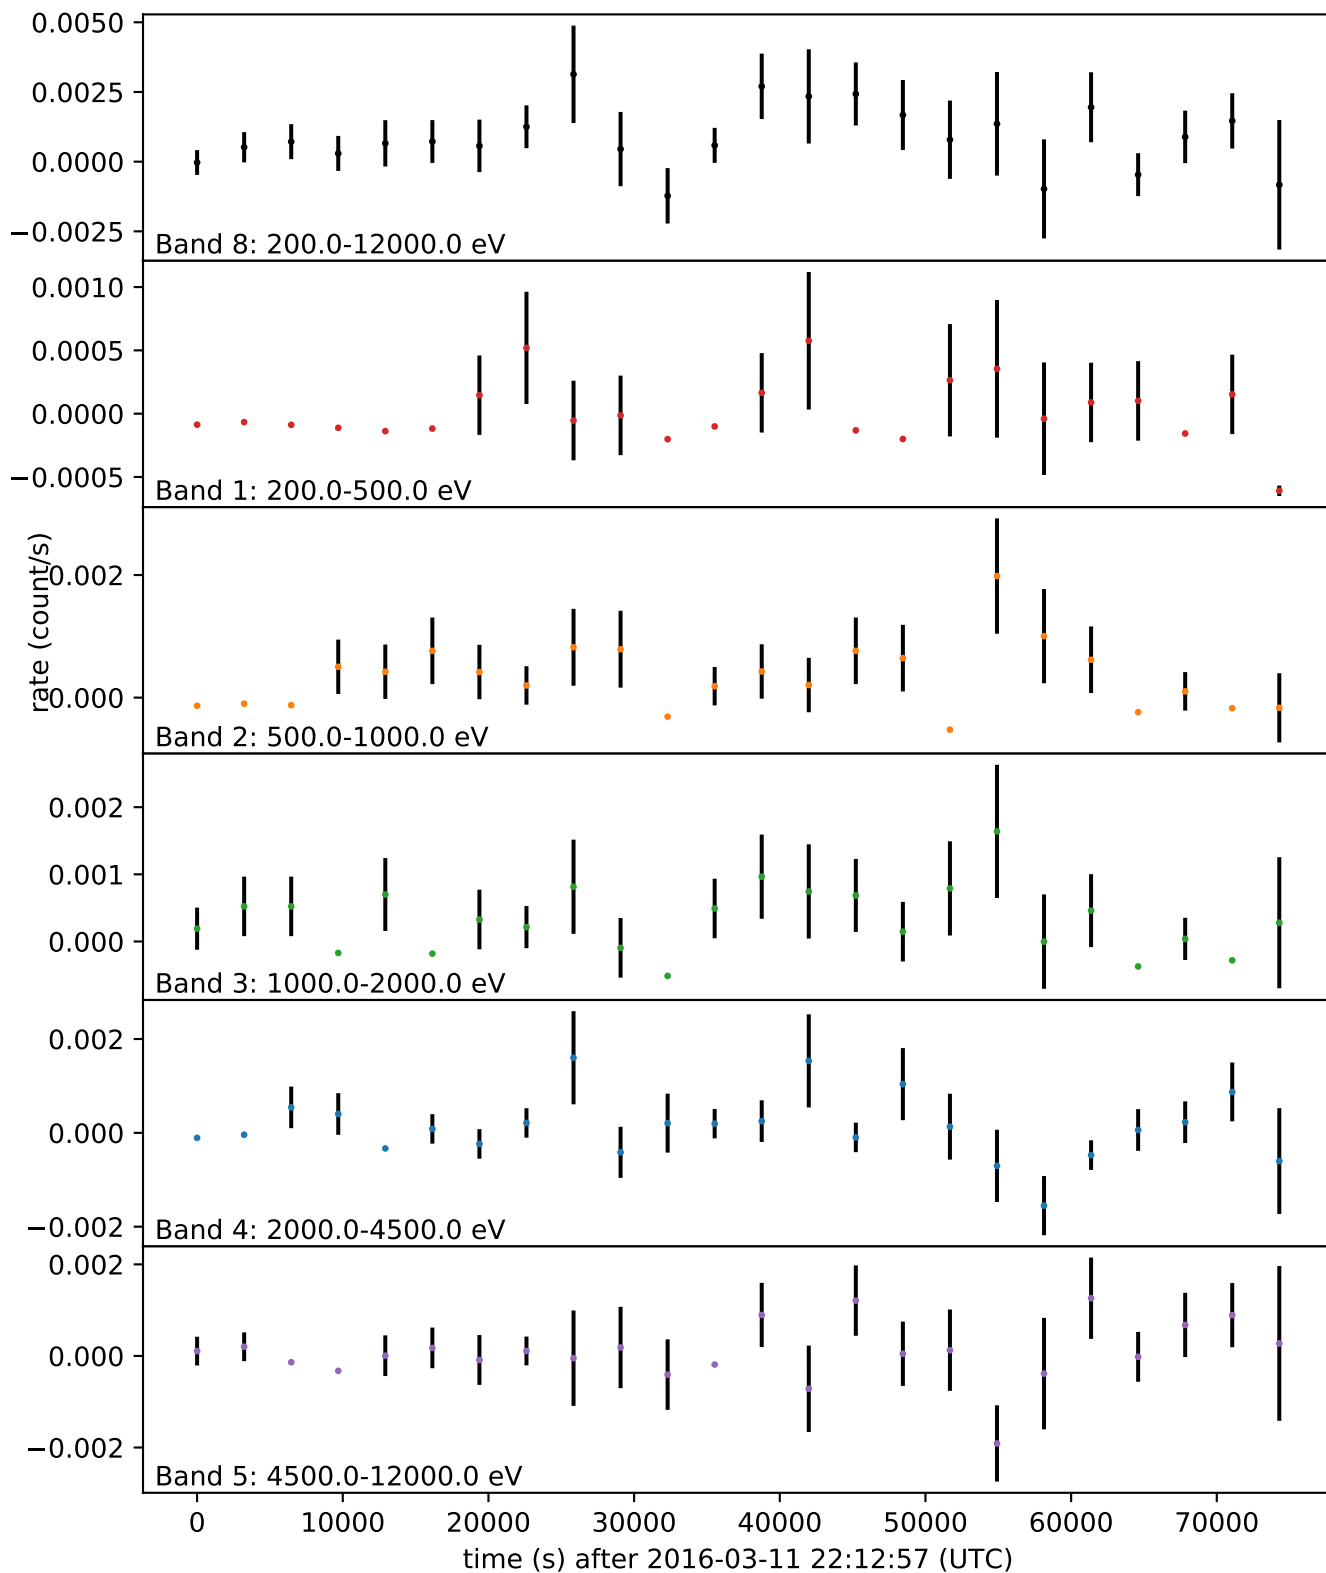 0.0050
0.0025
0.0000
−0.0025
Band 8: 200.0-12000.0 eV
0.0010
0.0005
0.0000
−0.0005
Band 1: 200.0-500.0 eV
rate (count/s)
0.002
0.000
Band 2: 500.0-1000.0 eV
0.002
0.001
0.000
Band 3: 1000.0-2000.0 eV
0.002
0.000
−0.002
Band 4: 2000.0-4500.0 eV
0.002
0.000
−0.002
Band 5: 4500.0-12000.0 eV
0 10000 20000 30000 40000 50000 60000 70000
time (s) after 2016-03-11 22:12:57 (UTC)